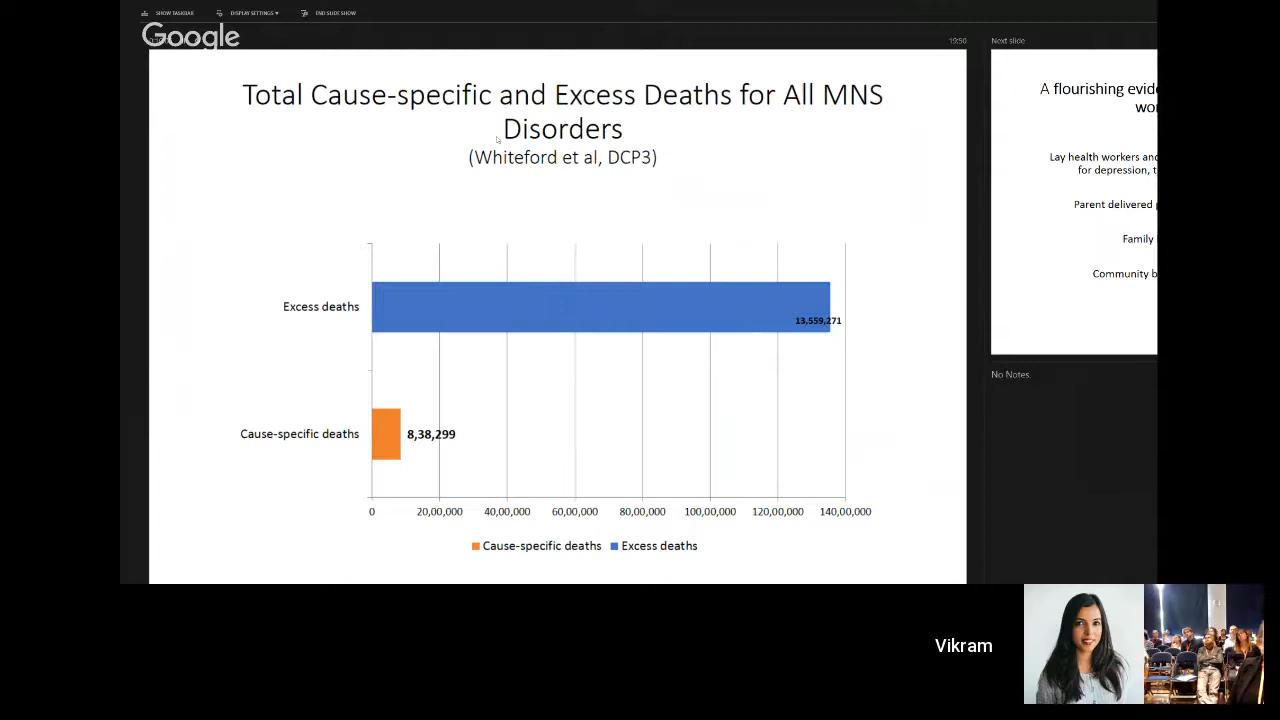 SHOW TASKBAR
DISPLAY SETTINGS
END SLIDE SHOW
Google
19:50
Next slide
Total Cause-specific and Excess Deaths for All MNS
Disorders
(Whiteford et al, DCP3)
Excess deaths
13,559,271
Cause-specific deaths
8,38,299
0 20,00,000 40,00,000 60,00,000 80,00,000 100,00,000 120,00,000 140,00,000
Cause-specific deaths Excess deaths
A flourishing evide
wor
Lay health workers and
for depression, t
Parent delivered p
Family
Community b
No Notes.
Vikram